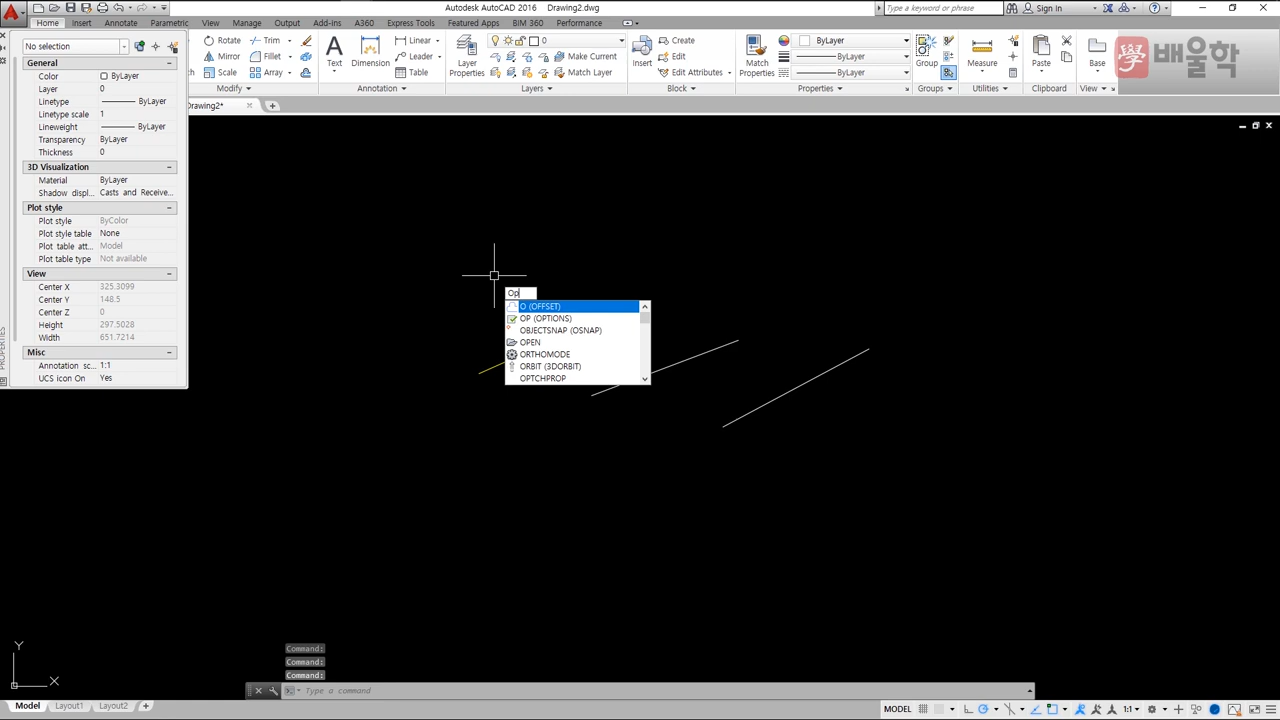 Autodesk AutoCAD 2016 Drawing2.dwg
Type a keyword or phrase
Sign In
Home Insert Annotate Parametric View Manage Output Add-ins A360 Express Tools Featured Apps BIM 360 Performance
No selection
General
Color ByLayer
Layer 0
Linetype ByLayer
Linetype scale 1
Lineweight ByLayer
Transparency ByLayer
Thickness 0
3D Visualization
Material ByLayer
Shadow displ... Casts and Receive...
Plot style
Plot style ByColor
Plot style table None
Plot table att... Model
Plot table type Not available
View
Center X 325.3099
Center Y 148.5
Center Z 0
Height 297.5028
Width 651.7214
Misc
Annotation sc... 1:1
UCS icon On Yes
PROPERTIES
Rotate Trim
Mirror Fillet
Scale Array
Modify
Text
Dimension
Linear
Leader
Table
Annotation
Layer
Properties
0
Make Current
Match Layer
Layers
Insert
Create
Edit
Edit Attributes
Block
Match
Properties
ByLayer
ByLayer
ByLayer
Properties
Group
Groups
Measure
Utilities
Paste
Clipboard
Base
View
學 배울학
Drawing2*
Op
O (OFFSET)
OP (OPTIONS)
OBJECTSNAP (OSNAP)
OPEN
ORTHOMODE
ORBIT (3DORBIT)
OPTCHPROP
Command:
Command:
Command:
Type a command
Y
X
Model Layout1 Layout2
MODEL
1:1